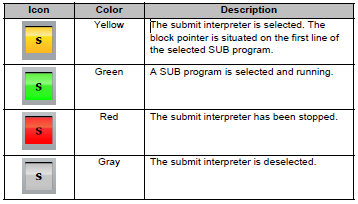 Icon Color Description
S Yellow The submit interpreter is selected. The
block pointer is situated on the first line of
the selected SUB program.
S Green A SUB program is selected and running.
S Red The submit interpreter has been stopped.
S Gray The submit interpreter is deselected.